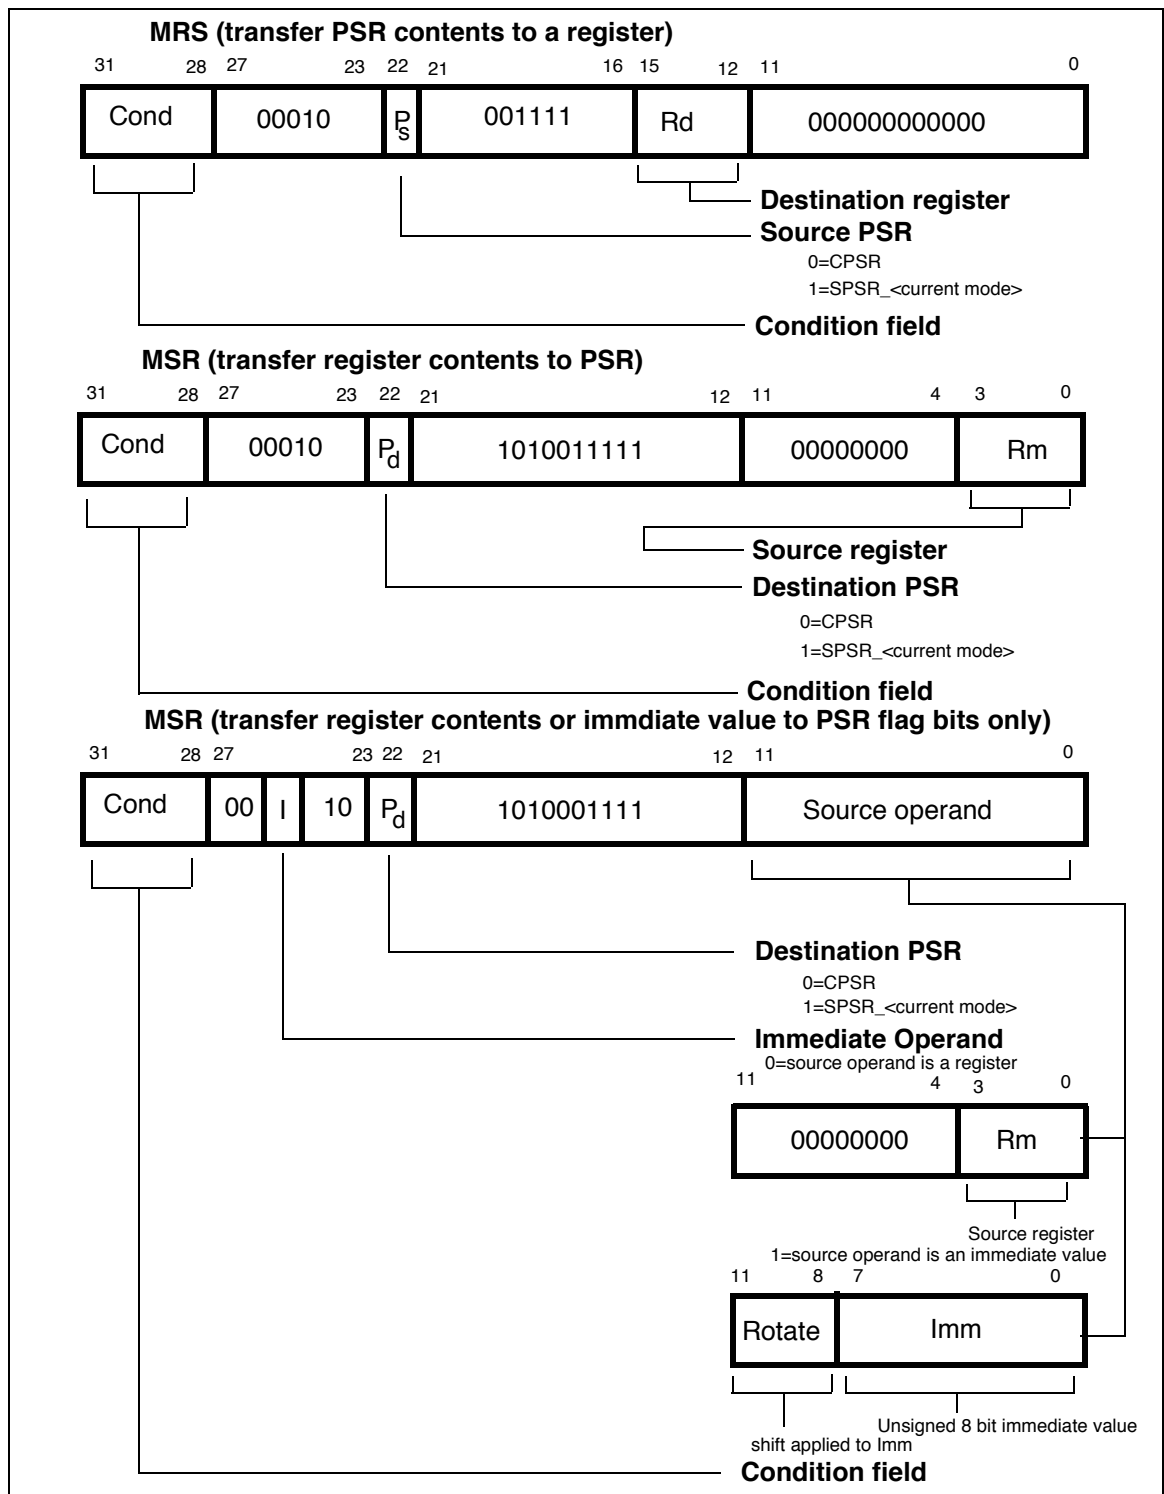 MRS (transfer PSR contents to a register)
31 28 27 23 22 21 16 15 12 11 0
Cond 00010 Ps 001111 Rd 000000000000
Destination register
Source PSR
0=CPSR
1=SPSR_<current mode>
Condition field
MSR (transfer register contents to PSR)
31 28 27 23 22 21 12 11 4 3 0
Cond 00010 Pd 1010011111 00000000 Rm
Source register
Destination PSR
0=CPSR
1=SPSR_<current mode>
Condition field
MSR (transfer register contents or immdiate value to PSR flag bits only)
31 28 27 23 22 21 12 11 0
Cond 00 I 10 Pd 1010001111 Source operand
Destination PSR
0=CPSR
1=SPSR_<current mode>
Immediate Operand
0=source operand is a register
11 4 3 0
00000000 Rm
Source register
1=source operand is an immediate value
11 8 7 0
Rotate Imm
Unsigned 8 bit immediate value
shift applied to Imm
Condition field